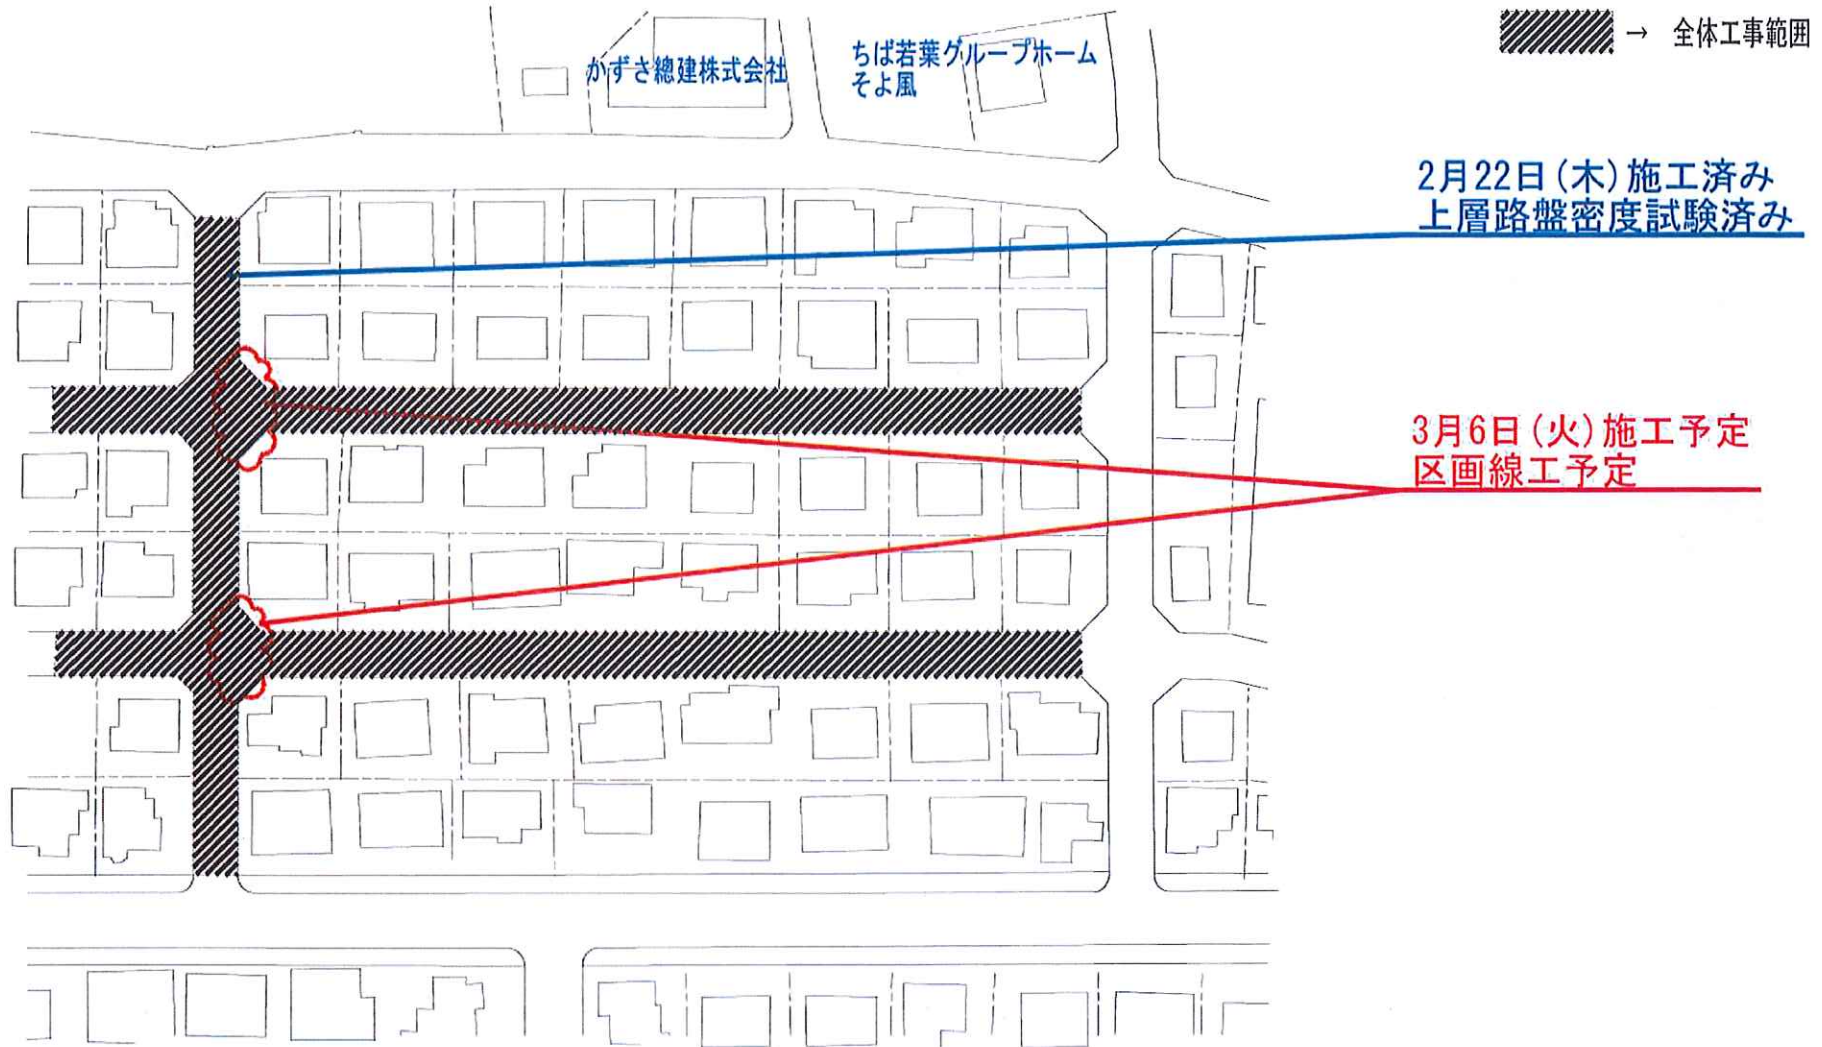 → 全体工事範囲
かずさ總建株式会社
ちば若葉グループホーム
そよ風
2月22日(木)施工済み
上層路盤密度試験済み
3月6日(火)施工予定
区画線工予定